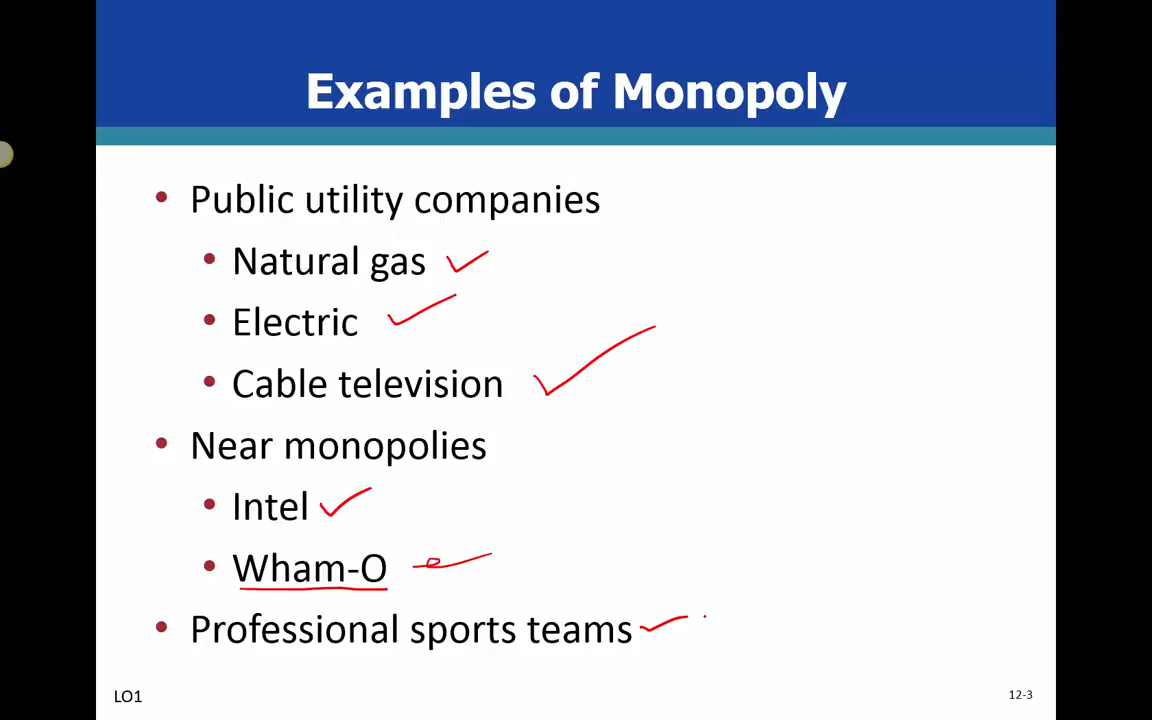 Examples of Monopoly
• Public utility companies
• Natural gas
• Electric
• Cable television
• Near monopolies
• Intel
• Wham-O
• Professional sports teams
LO1
12-3